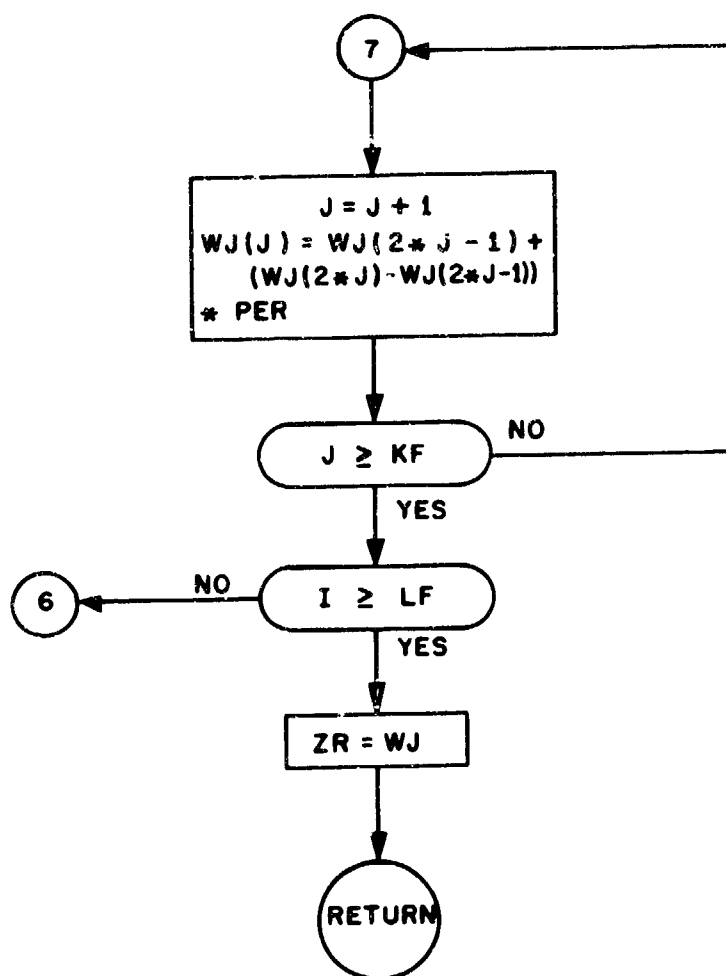 7
J = J + 1
WJ(J) = WJ(2* j - 1) +
(WJ(2*J)-WJ(2*J-1))
* PER
J ≥ KF
NO
YES
6
NO
I ≥ LF
YES
ZR = WJ
RETURN